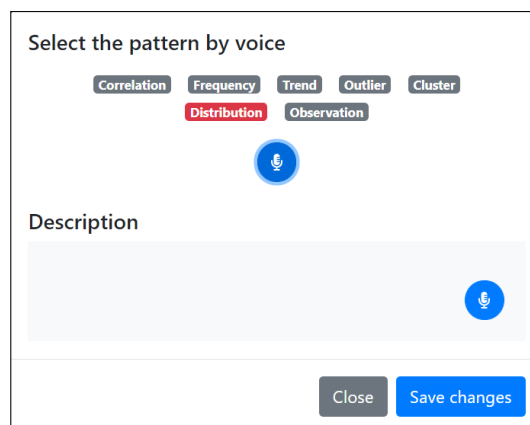 Select the pattern by voice
Correlation Frequency Trend Outlier Cluster
Distribution Observation
Description
Close Save changes